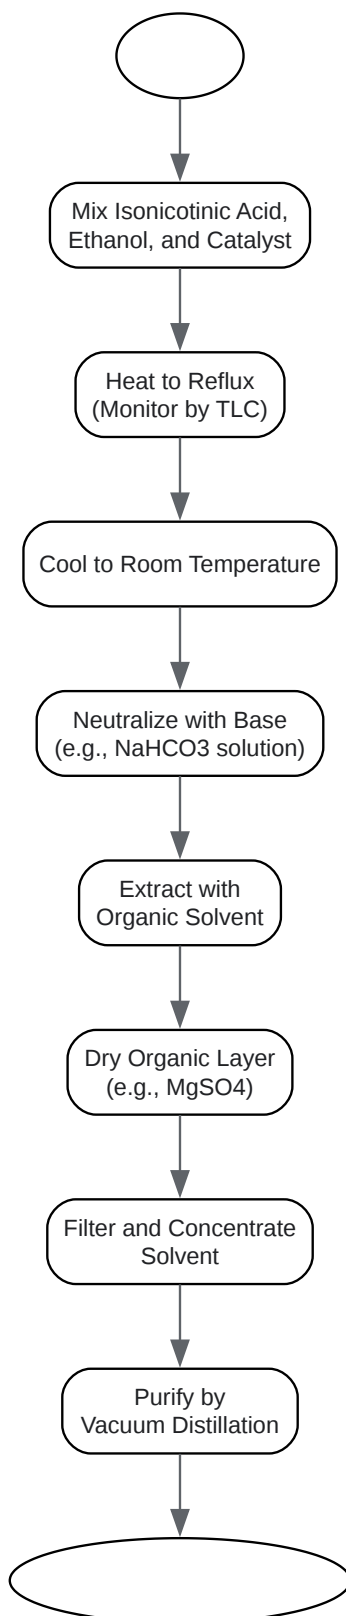 Mix Isonicotinic Acid,
Ethanol, and Catalyst
Heat to Reflux
(Monitor by TLC)
Cool to Room Temperature
Neutralize with Base
(e.g., NaHCO3 solution)
Extract with
Organic Solvent
Dry Organic Layer
(e.g., MgSO4)
Filter and Concentrate
Solvent
Purify by
Vacuum Distillation